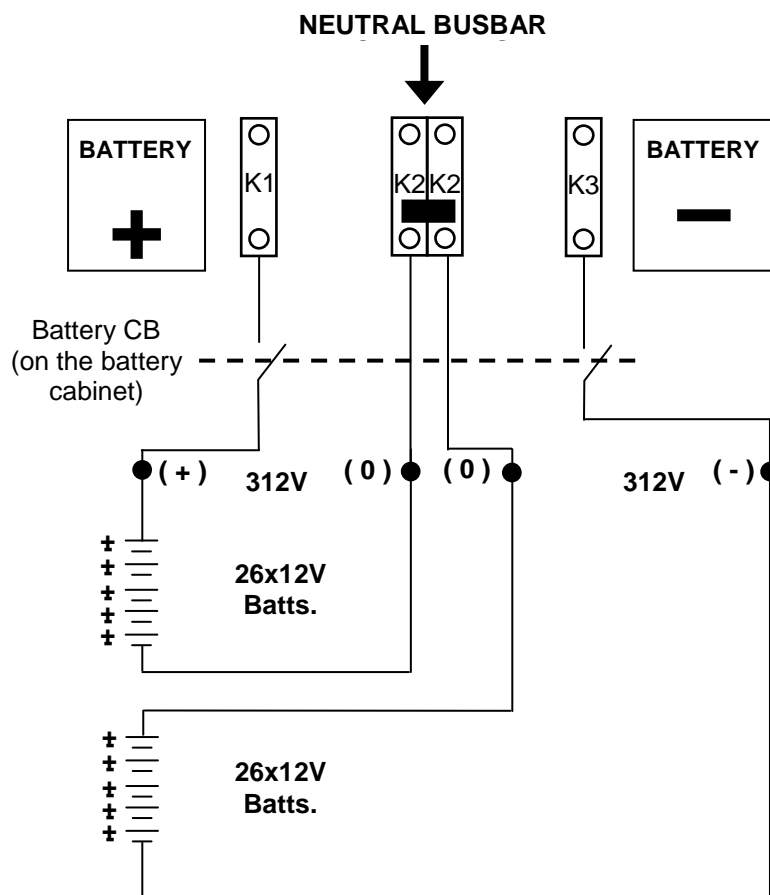 NEUTRAL BUSBAR
BATTERY
+
K1
K2 K2
K3
BATTERY
-
Battery CB
(on the battery
cabinet)
(+)
312V
(0)
(0)
312V
(-)
+
+
+
+
+
26x12V
Batts.
+
+
+
+
+
26x12V
Batts.